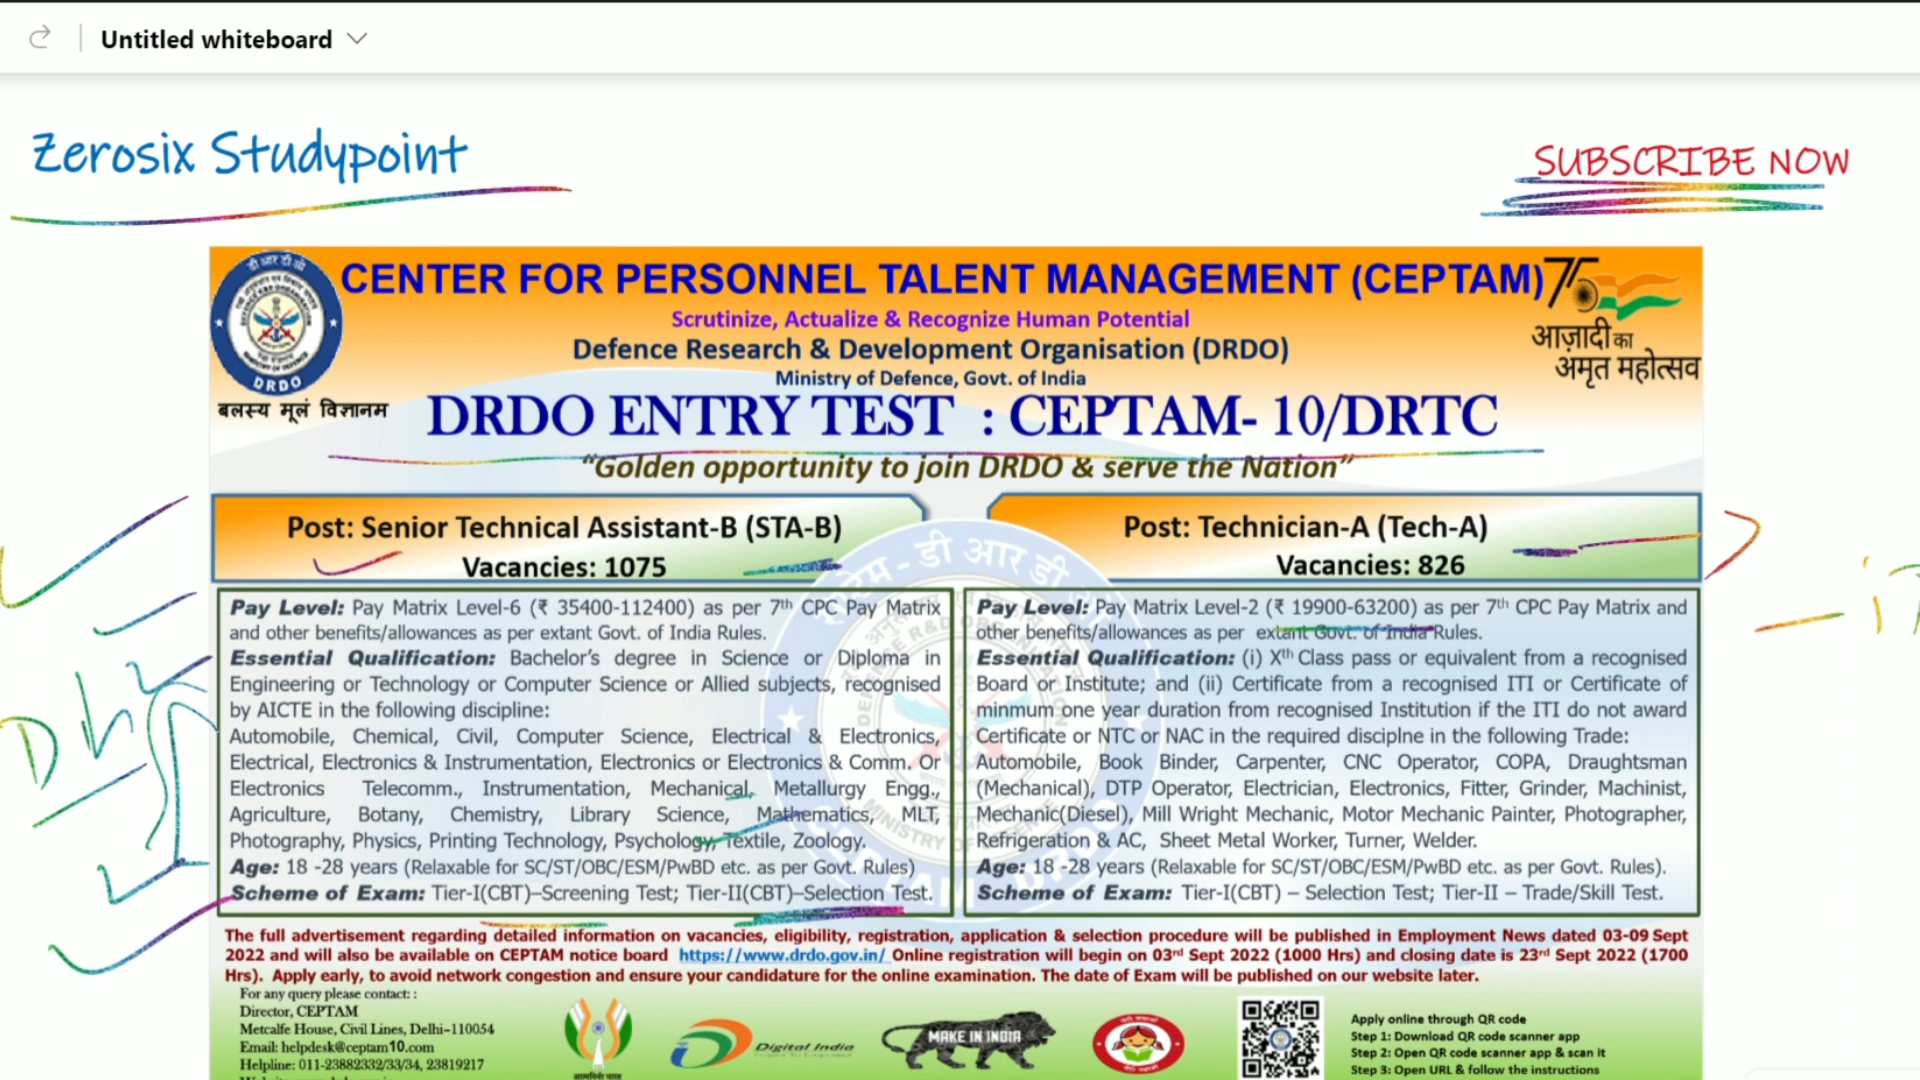 Untitled whiteboard
Zerosix Studypoint
SUBSCRIBE NOW
CENTER FOR PERSONNEL TALENT MANAGEMENT (CEPTAM)
Scrutinize, Actualize & Recognize Human Potential
Defence Research & Development Organisation (DRDO)
Ministry of Defence, Govt. of India
DRDO
बलस्य मूलं विज्ञानम
75
आज़ादी का
अमृत महोत्सव
DRDO ENTRY TEST : CEPTAM- 10/DRTC
"Golden opportunity to join DRDO & serve the Nation"
Post: Senior Technical Assistant-B (STA-B)
Vacancies: 1075
Pay Level: Pay Matrix Level-6 (₹ 35400-112400) as per 7th CPC Pay Matrix
and other benefits/allowances as per extant Govt. of India Rules.
Essential Qualification: Bachelor's degree in Science or Diploma in
Engineering or Technology or Computer Science or Allied subjects, recognised
by AICTE in the following discipline:
Automobile, Chemical, Civil, Computer Science, Electrical & Electronics,
Electrical, Electronics & Instrumentation, Electronics or Electronics & Comm. Or
Electronics Telecomm., Instrumentation, Mechanical, Metallurgy Engg.,
Agriculture, Botany, Chemistry, Library Science, Mathematics, MLT,
Photography, Physics, Printing Technology, Psychology, Textile, Zoology.
Age: 18 -28 years (Relaxable for SC/ST/OBC/ESM/PwBD etc. as per Govt. Rules)
Scheme of Exam: Tier-I(CBT)–Screening Test; Tier-II(CBT)–Selection Test.
Post: Technician-A (Tech-A)
Vacancies: 826
Pay Level: Pay Matrix Level-2 (₹ 19900-63200) as per 7th CPC Pay Matrix and
other benefits/allowances as per extant Govt. of India Rules.
Essential Qualification: (i) Xth Class pass or equivalent from a recognised
Board or Institute; and (ii) Certificate from a recognised ITI or Certificate of
minmum one year duration from recognised Institution if the ITI do not award
Certificate or NTC or NAC in the required disciplne in the following Trade:
Automobile, Book Binder, Carpenter, CNC Operator, COPA, Draughtsman
(Mechanical), DTP Operator, Electrician, Electronics, Fitter, Grinder, Machinist,
Mechanic(Diesel), Mill Wright Mechanic, Motor Mechanic Painter, Photographer,
Refrigeration & AC, Sheet Metal Worker, Turner, Welder.
Age: 18 -28 years (Relaxable for SC/ST/OBC/ESM/PwBD etc. as per Govt. Rules).
Scheme of Exam: Tier-I(CBT) – Selection Test; Tier-II – Trade/Skill Test.
The full advertisement regarding detailed information on vacancies, eligibility, registration, application & selection procedure will be published in Employment News dated 03-09 Sept
2022 and will also be available on CEPTAM notice board https://www.drdo.gov.in/ Online registration will begin on 03rd Sept 2022 (1000 Hrs) and closing date is 23rd Sept 2022 (1700
Hrs). Apply early, to avoid network congestion and ensure your candidature for the online examination. The date of Exam will be published on our website later.
For any query please contact: :
Director, CEPTAM
Metcalfe House, Civil Lines, Delhi-110054
Email: helpdesk@ceptam10.com
Helpline: 011-23882332/33/34, 23819217
Digital India
MAKE IN INDIA
Apply online through QR code
Step 1: Download QR code scanner app
Step 2: Open QR code scanner app & scan it
Step 3: Open URL & follow the instructions